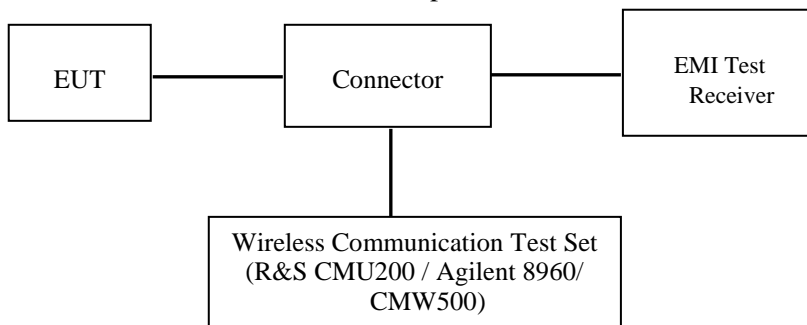 EUT
Connector
EMI Test
Receiver
Wireless Communication Test Set
(R&S CMU200 / Agilent 8960/
CMW500)